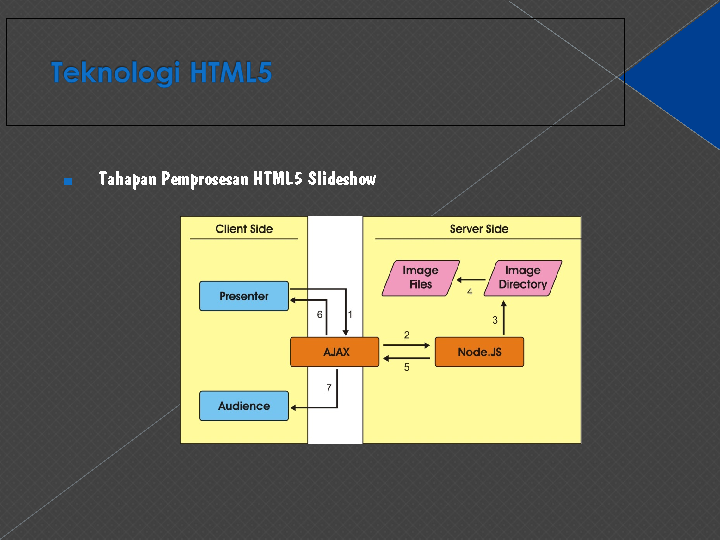 Teknologi HTML5
Tahapan Pemprosesan HTML5 Slideshow
Client Side
Server Side
Image
Files
Image
Directory
4
Presenter
3
6
1
2
AJAX
Node.JS
5
7
Audience